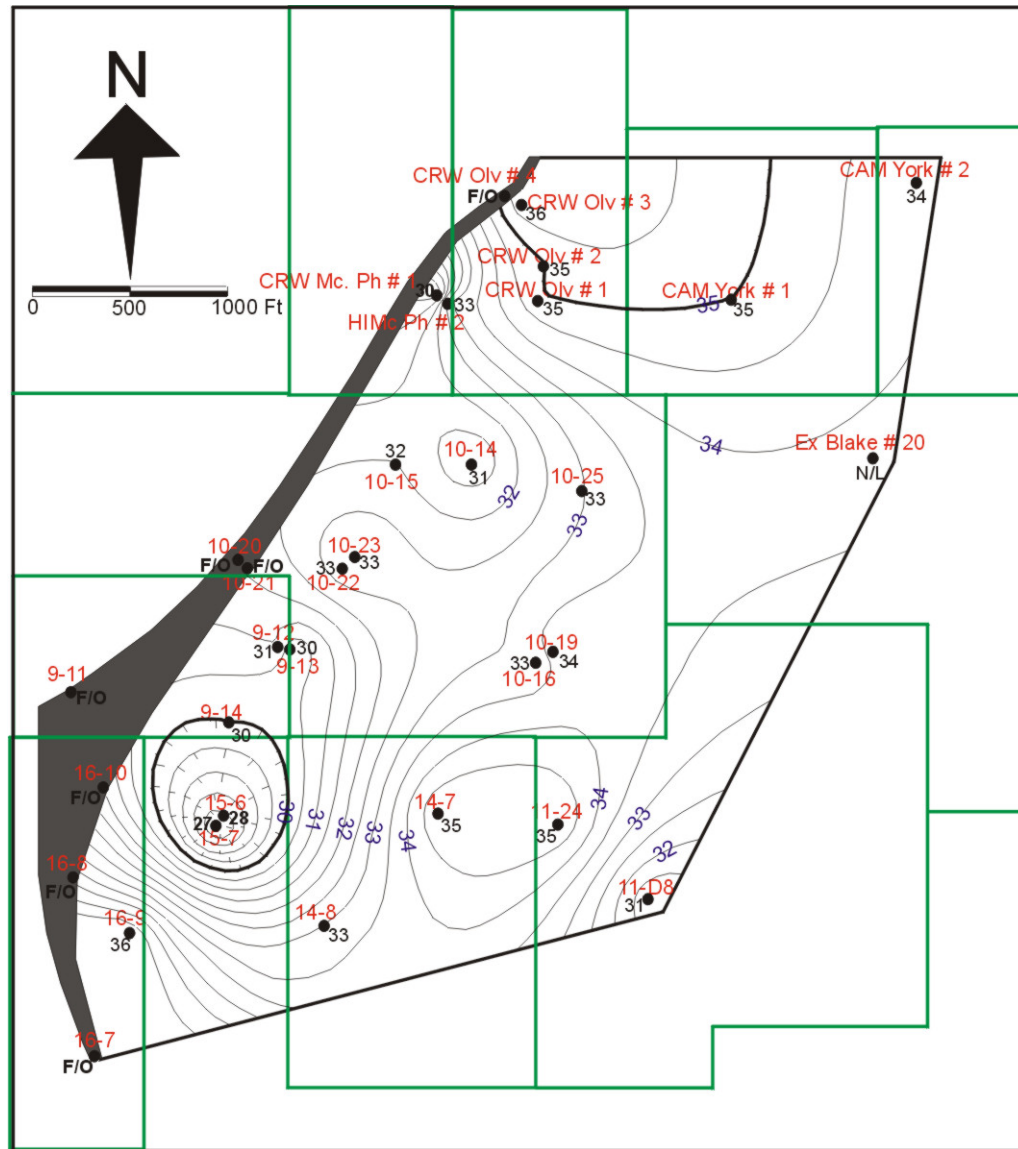 N
0 500 1000 Ft
CRW Olv # 4
F/O
CRW Olv # 3
36
CAM York # 2
34
CRW Olv # 2
35
CRW Mc. Ph # 1
30
33
HIMc Ph # 2
CRW Olv # 1
35
CAM York # 1
35
35
34
Ex Blake # 20
N/L
32
10-15
10-14
31
32
10-25
33
33
10-20
F/O
F/O
10-21
10-23
33
33
10-22
9-12
31
30
9-13
10-19
33
34
10-16
9-11
F/O
9-14
30
16-10
F/O
15-6
27
28
15-7
30
31
32
33
34
14-7
35
11-24
35
34
33
32
16-8
F/O
16-9
36
14-8
33
11-D8
31
16-7
F/O